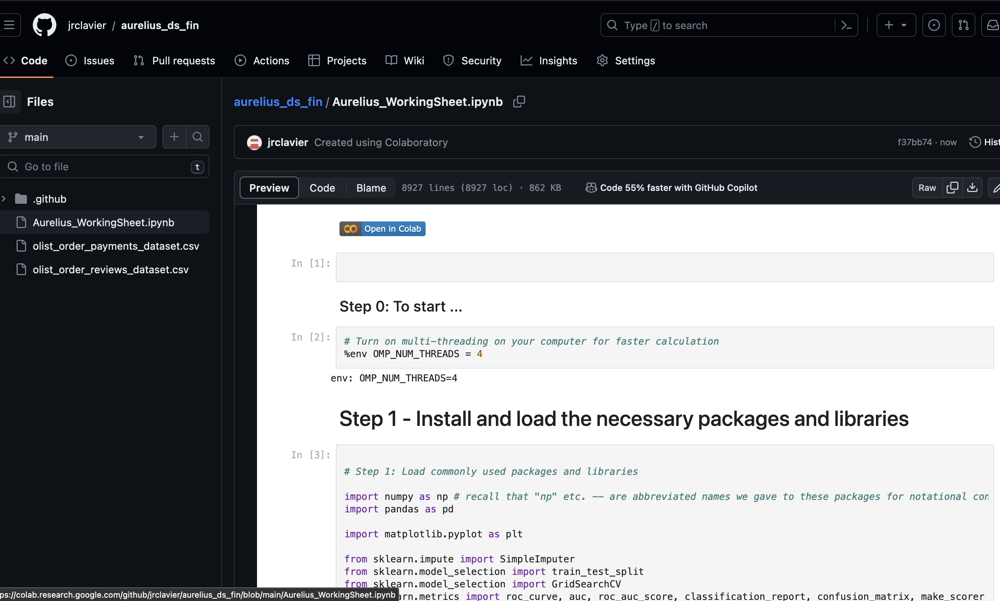 jrclavier / aurelius_ds_fin
Type / to search
Code Issues Pull requests Actions Projects Wiki Security Insights Settings
Files
aurelius_ds_fin / Aurelius_WorkingSheet.ipynb
main
jrclavier Created using Colaboratory
f37bb74 · now Hist
Go to file t
Preview Code Blame 8927 lines (8927 loc) · 862 KB Code 55% faster with GitHub Copilot Raw
.github
Aurelius_WorkingSheet.ipynb
olist_order_payments_dataset.csv
olist_order_reviews_dataset.csv
Open in Colab
In [1]:
Step 0: To start ...
In [2]:
# Turn on multi-threading on your computer for faster calculation
%env OMP_NUM_THREADS = 4
env: OMP_NUM_THREADS=4
Step 1 - Install and load the necessary packages and libraries
In [3]:
# Step 1: Load commonly used packages and libraries
import numpy as np # recall that "np" etc. -- are abbreviated names we gave to these packages for notational con
import pandas as pd
import matplotlib.pyplot as plt
from sklearn.impute import SimpleImputer
from sklearn.model_selection import train_test_split
from sklearn.model_selection import GridSearchCV
arn.metrics import roc_curve, auc, roc_auc_score, classification_report, confusion_matrix, make_scorer
ps://colab.research.google.com/github/jrclavier/aurelius_ds_fin/blob/main/Aurelius_WorkingSheet.ipynb